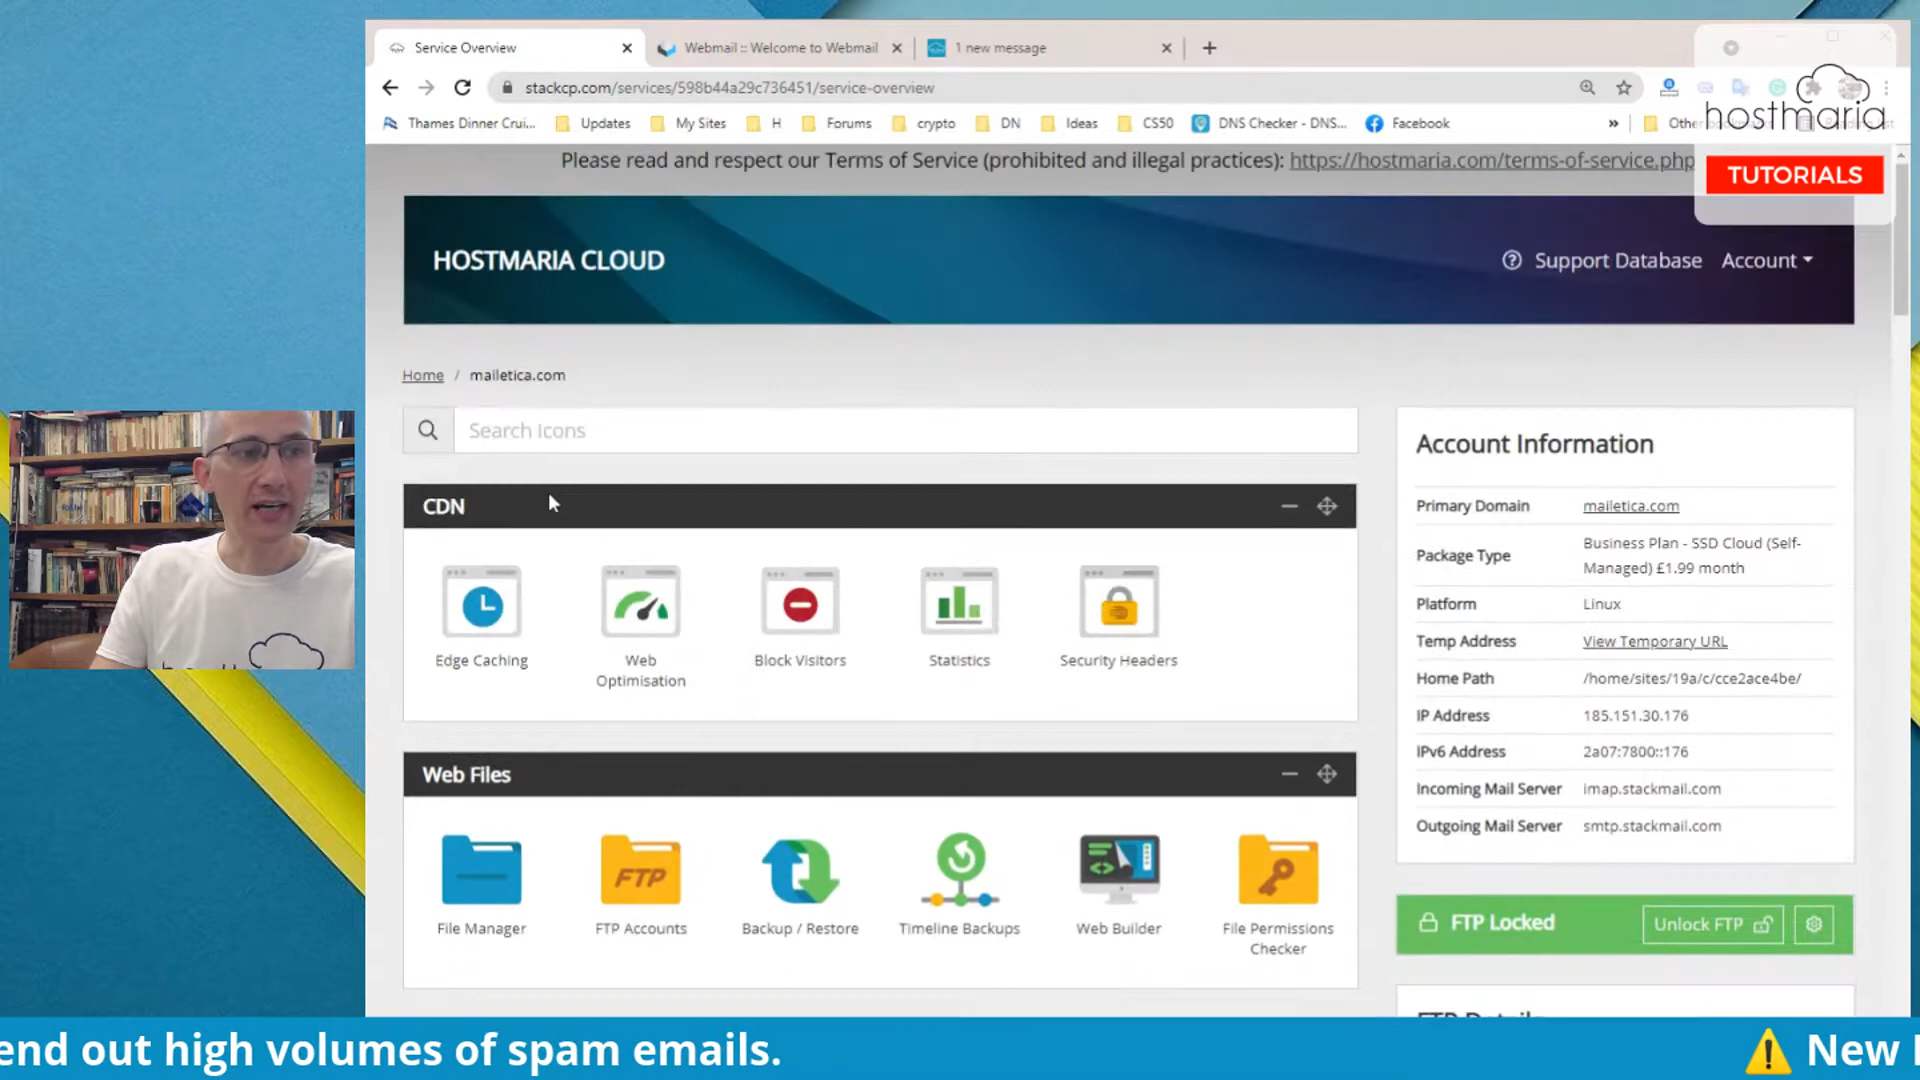 Service Overview
Webmail :: Welcome to Webmail
1 new message
stackcp.com/services/598b44a29c736451/service-overview
Thames Dinner Crui...
Updates
My Sites
H
Forums
crypto
DN
Ideas
CS50
DNS Checker - DNS...
Facebook
»
hostmaria
TUTORIALS
Please read and respect our Terms of Service (prohibited and illegal practices): https://hostmaria.com/terms-of-service.php
HOSTMARIA CLOUD
Support Database
Account
Home / mailetica.com
Search Icons
CDN
Edge Caching
Web
Optimisation
Block Visitors
Statistics
Security Headers
Web Files
File Manager
FTP
FTP Accounts
Backup / Restore
Timeline Backups
Web Builder
File Permissions
Checker
Account Information
Primary Domain mailetica.com
Package Type Business Plan - SSD Cloud (Self-
Managed) £1.99 month
Platform Linux
Temp Address View Temporary URL
Home Path /home/sites/19a/c/cce2ace4be/
IP Address 185.151.30.176
IPv6 Address 2a07:7800::176
Incoming Mail Server imap.stackmail.com
Outgoing Mail Server smtp.stackmail.com
FTP Locked
Unlock FTP
end out high volumes of spam emails.
New